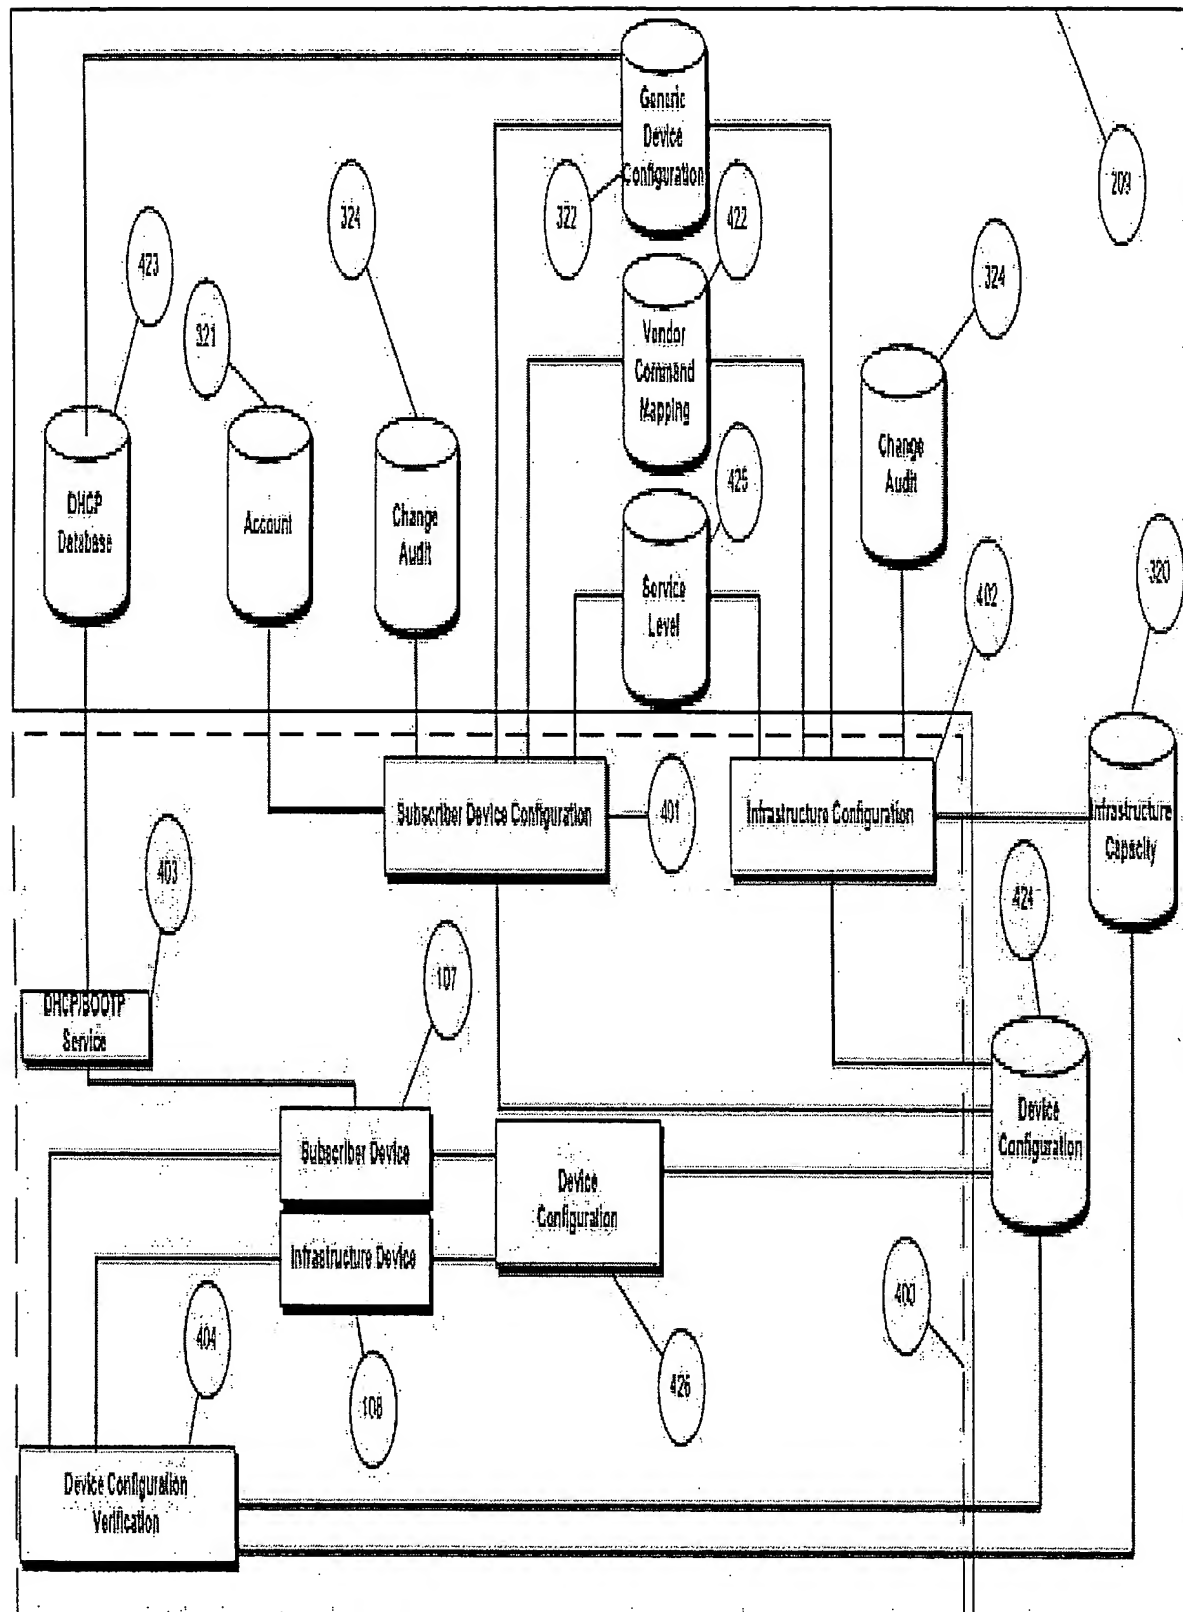 Generic
Device
Configuration
209
322
422
324
423
321
324
Vendor
Command
Mapping
Change
Audit
DHCP
Database
Account
Change
Audit
425
Service
Level
402
320
Subscriber Device Configuration
401
Infrastructure Configuration
Infrastructure
Capacity
403
424
107
DHCP/BOOTP
Service
Device
Configuration
Subscriber Device
Device
Configuration
Infrastructure Device
400
404
426
108
Device Configuration
Verification